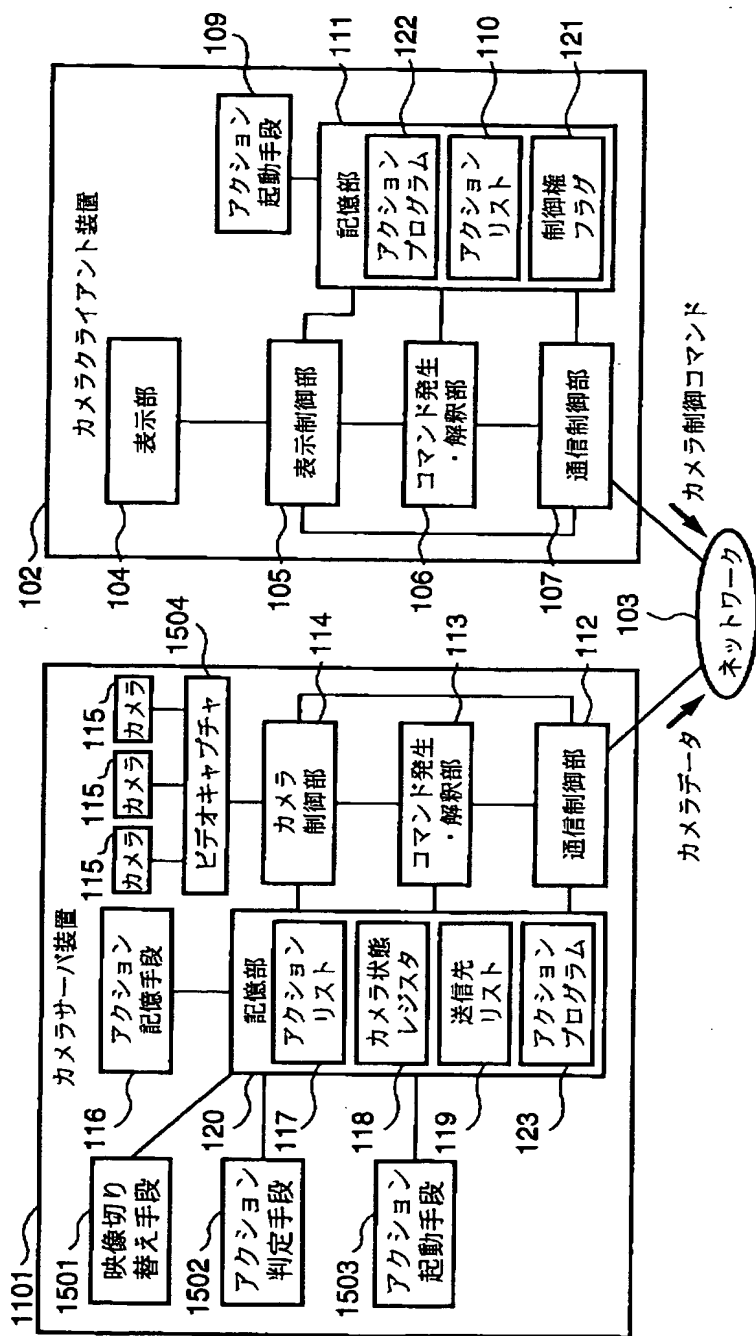 1101
カメラサーバ装置
1501
映像切り
替え手段
1502
アクション
判定手段
1503
アクション
起動手段
116
アクション
記憶手段
120
記憶部
117
アクション
リスト
118
カメラ状態
レジスタ
119
送信先
リスト
123
アクション
プログラム
115
カメラ
115
カメラ
115
カメラ
1504
ビデオキャプチャ
114
カメラ
制御部
113
コマンド発生
・解釈部
112
通信制御部
カメラデータ
103
ネットワーク
カメラ制御コマンド
102
カメラクライアント装置
104
表示部
105
表示制御部
106
コマンド発生
・解釈部
107
通信制御部
109
アクション
起動手段
111
記憶部
122
アクション
プログラム
110
アクション
リスト
121
制御権
フラグ